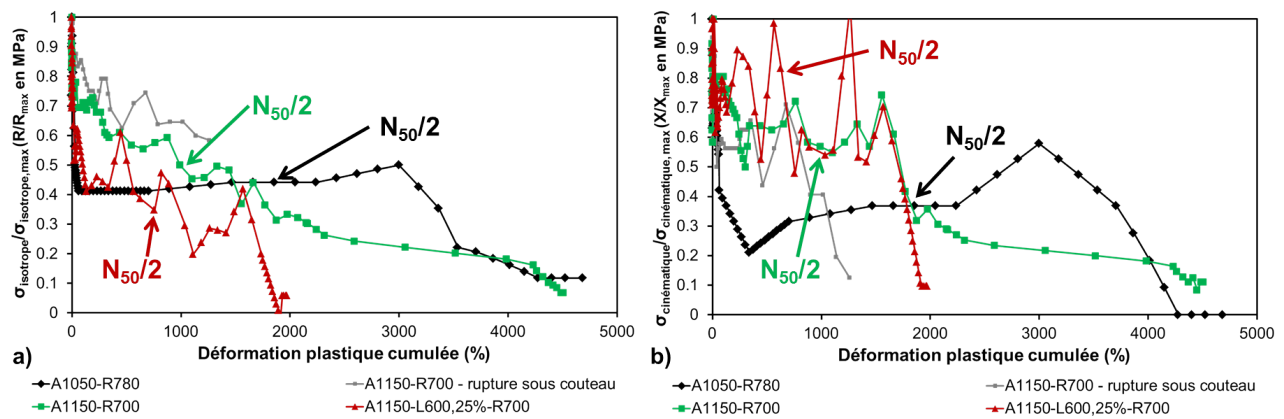 σisotrope/σisotrope,max (R/Rmax en MPa)
1
0.9
0.8
0.7
0.6
0.5
0.4
0.3
0.2
0.1
0
N50/2
N50/2
N50/2
0 1000 2000 3000 4000 5000
a) Déformation plastique cumulée (%)
A1050-R780
A1150-R700 - rupture sous couteau
A1150-R700
A1150-L600,25%-R700
σcinématique/σcinématique, max (X/Xmax en MPa)
1
0.9
0.8
0.7
0.6
0.5
0.4
0.3
0.2
0.1
0
N50/2
N50/2
N50/2
0 1000 2000 3000 4000 5000
b) Déformation plastique cumulée (%)
A1050-R780
A1150-R700 - rupture sous couteau
A1150-R700
A1150-L600,25%-R700